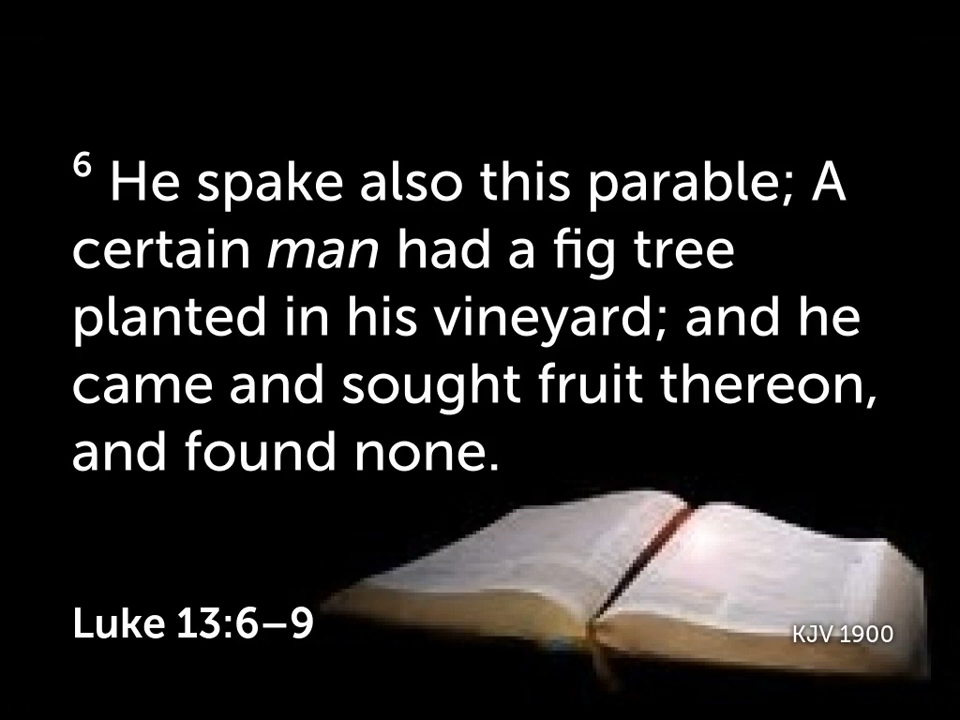 ⁶ He spake also this parable; A
certain man had a fig tree
planted in his vineyard; and he
came and sought fruit thereon,
and found none.
Luke 13:6–9
KJV 1900